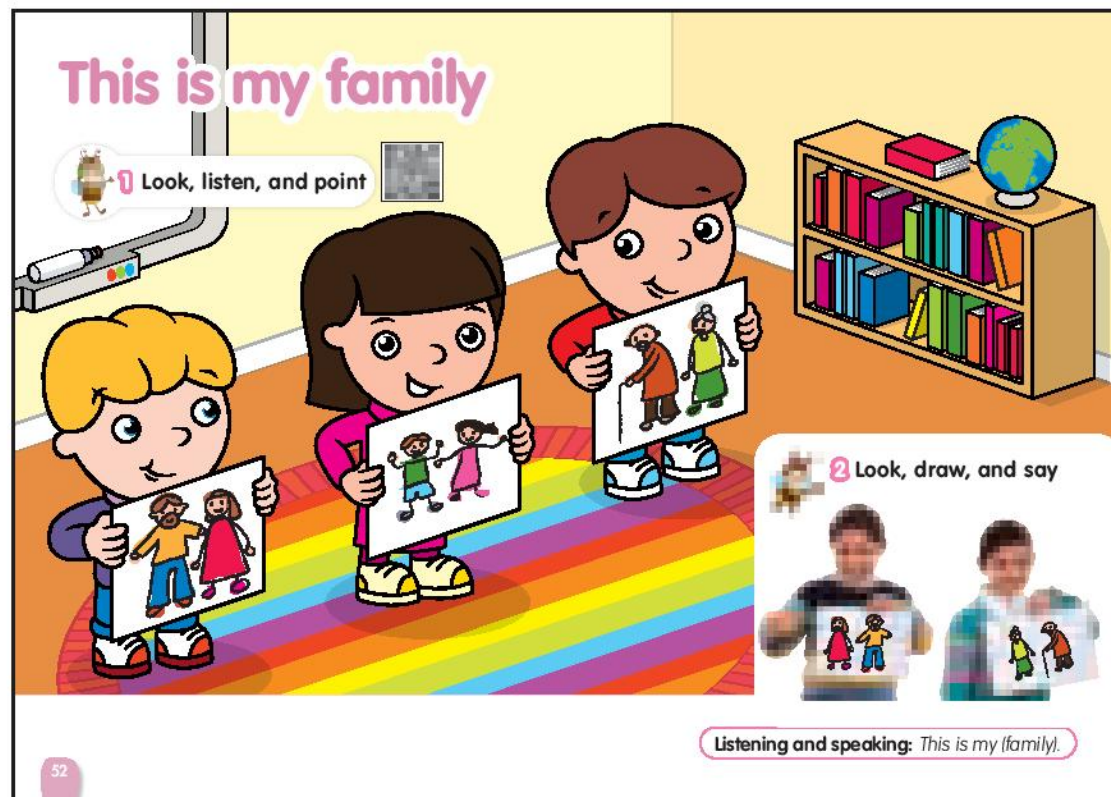 This is my family
1 Look, listen, and point
2 Look, draw, and say
Listening and speaking: This is my (family).
52